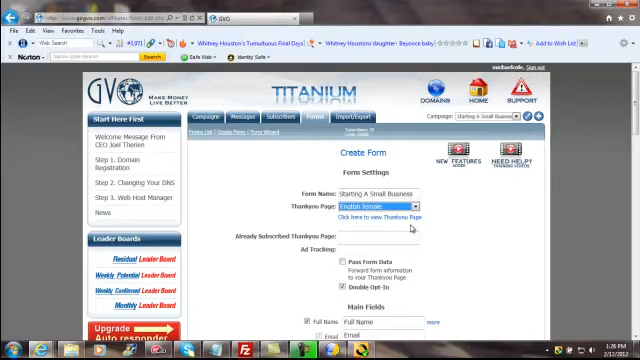 GVO
File Edit View Favorites Tools Help
Web Search
#3,071
Whitney Houston's Tumultuous Final Days
Whitney Houstons daughter
Beyonce baby
Add to Wish List
Norton
Safe Web
Identity Safe
Sign out
GVO
MAKE MONEY
LIVE BETTER
TITANIUM
DOMAINS
HOME
SUPPORT
Start Here First
Welcome Message From
CEO Joel Therien
Step 1. Domain
Registration
Step 2. Changing Your DNS
Step 3. Web Host Manager
News
Leader Boards
Residual Leader Board
Weekly Potential Leader Board
Weekly Confirmed Leader Board
Monthly Leader Board
Upgrade
Auto responder
Campaigns
Messages
Subscribers
Forms
Import/Export
Campaign: Starting A Small Business
Forms List | Create Form | Form Wizard
Create Form
NEW FEATURES
ADDED
NEED HELP?
TRAINING VIDEOS
Form Settings
Form Name: Starting A Small Business
Thankyou Page: English Female
Click here to view Thankyou Page
Already Subscribed Thankyou Page:
Ad Tracking:
Pass Form Data
Forward form information
to your Thankyou Page
Double Opt-In
Main Fields
Full Name Full Name more
Email Email
1:26 PM
2/12/2012